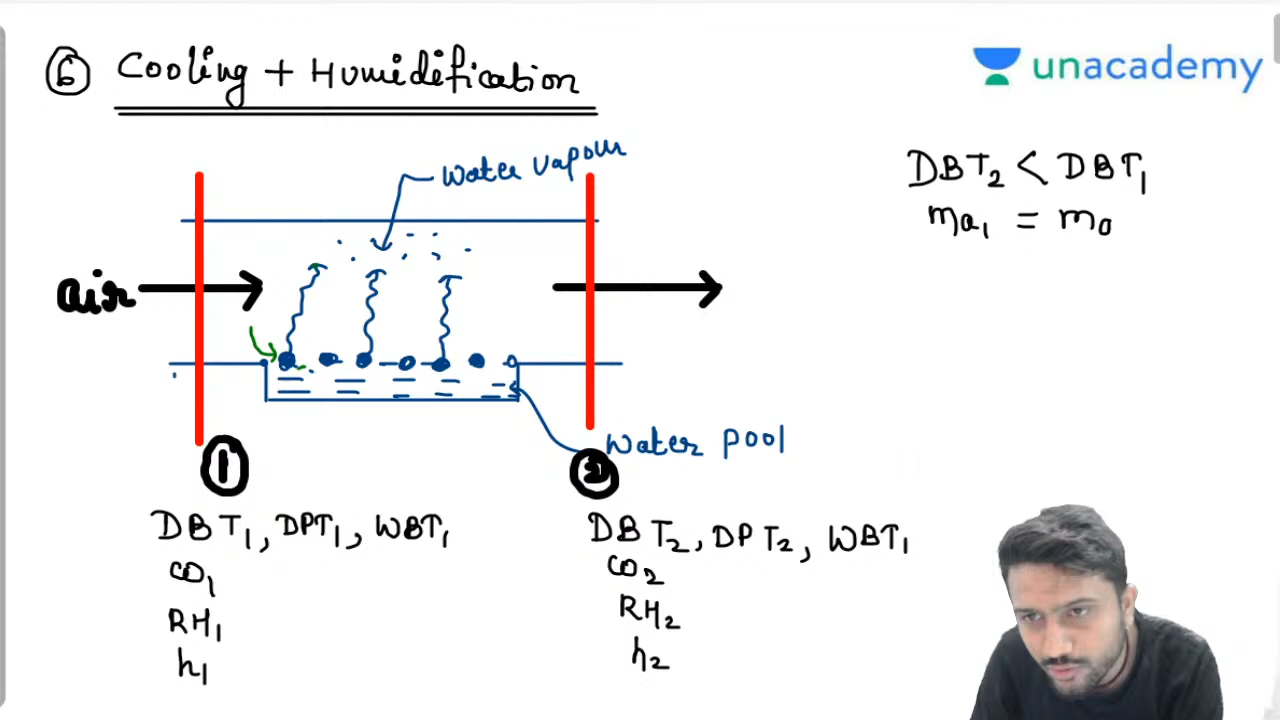 ⑥ Cooling + Humidification
unacademy
water vapour
DBT₂ < DBT₁
ma₁ = ma
air
water pool
① ②
DBT₁, DPT₁, WBT₁
DBT₂, DPT₂, WBT₁
ω₁
ω₂
RH₁
RH₂
h₁
h₂